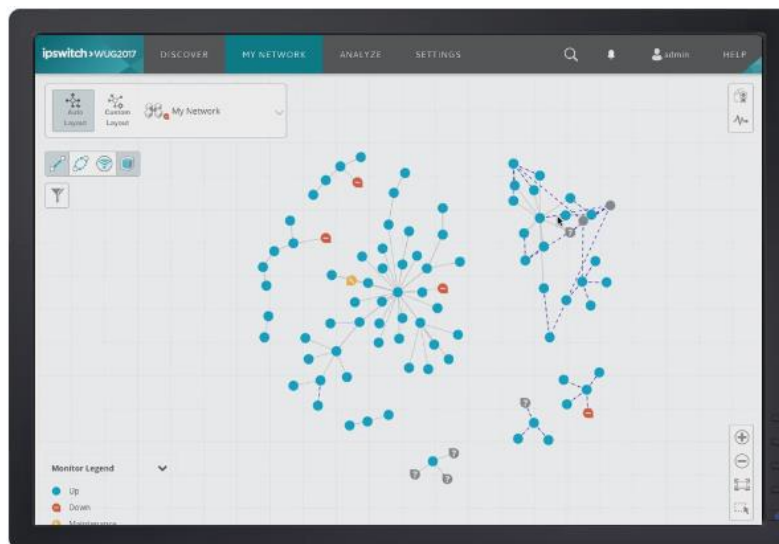 ipswitch > WUG2017 DISCOVER MY NETWORK ANALYZE SETTINGS admin HELP
Auto
Layout
Custom
Layout
My Network
Monitor Legend
Up
Down
Maintenance